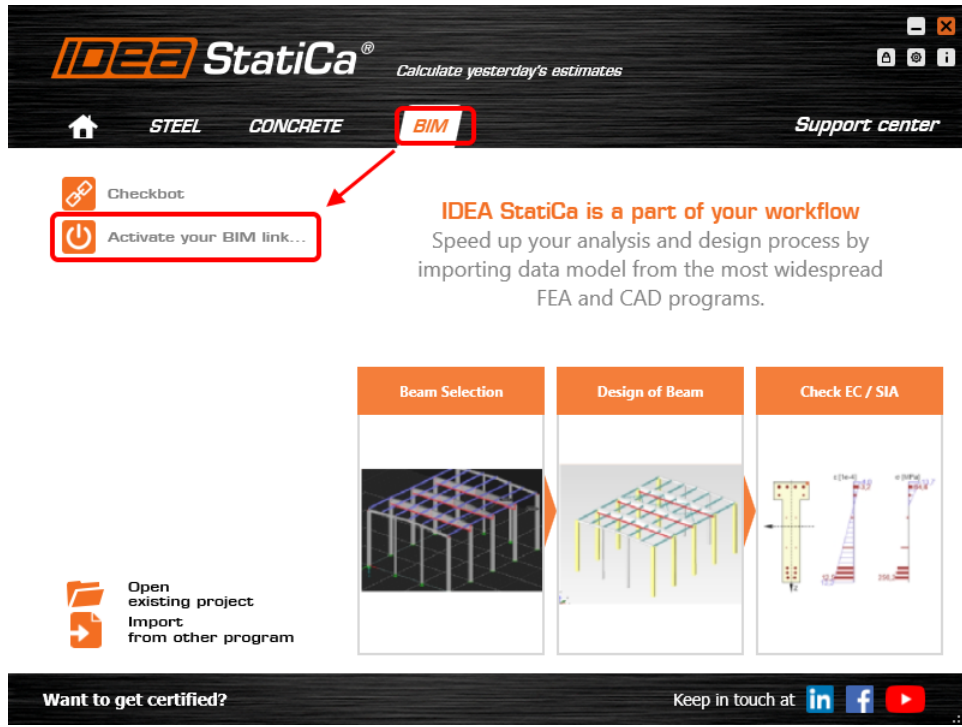 IDEA StatiCa®
Calculate yesterday's estimates
STEEL
CONCRETE
BIM
Support center
Checkbot
Activate your BIM link...
IDEA StatiCa is a part of your workflow
Speed up your analysis and design process by
importing data model from the most widespread
FEA and CAD programs.
Beam Selection
Design of Beam
Check EC / SIA
Open
existing project
Import
from other program
Want to get certified?
Keep in touch at